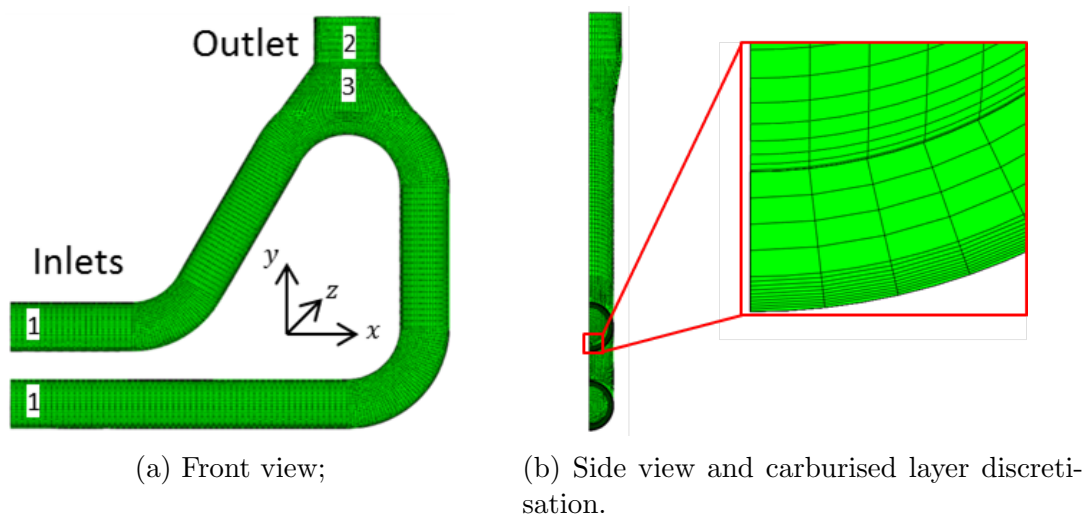 Outlet
2
3
Inlets
1
1
y
z
x
(a) Front view;
(b) Side view and carburised layer discreti-
sation.